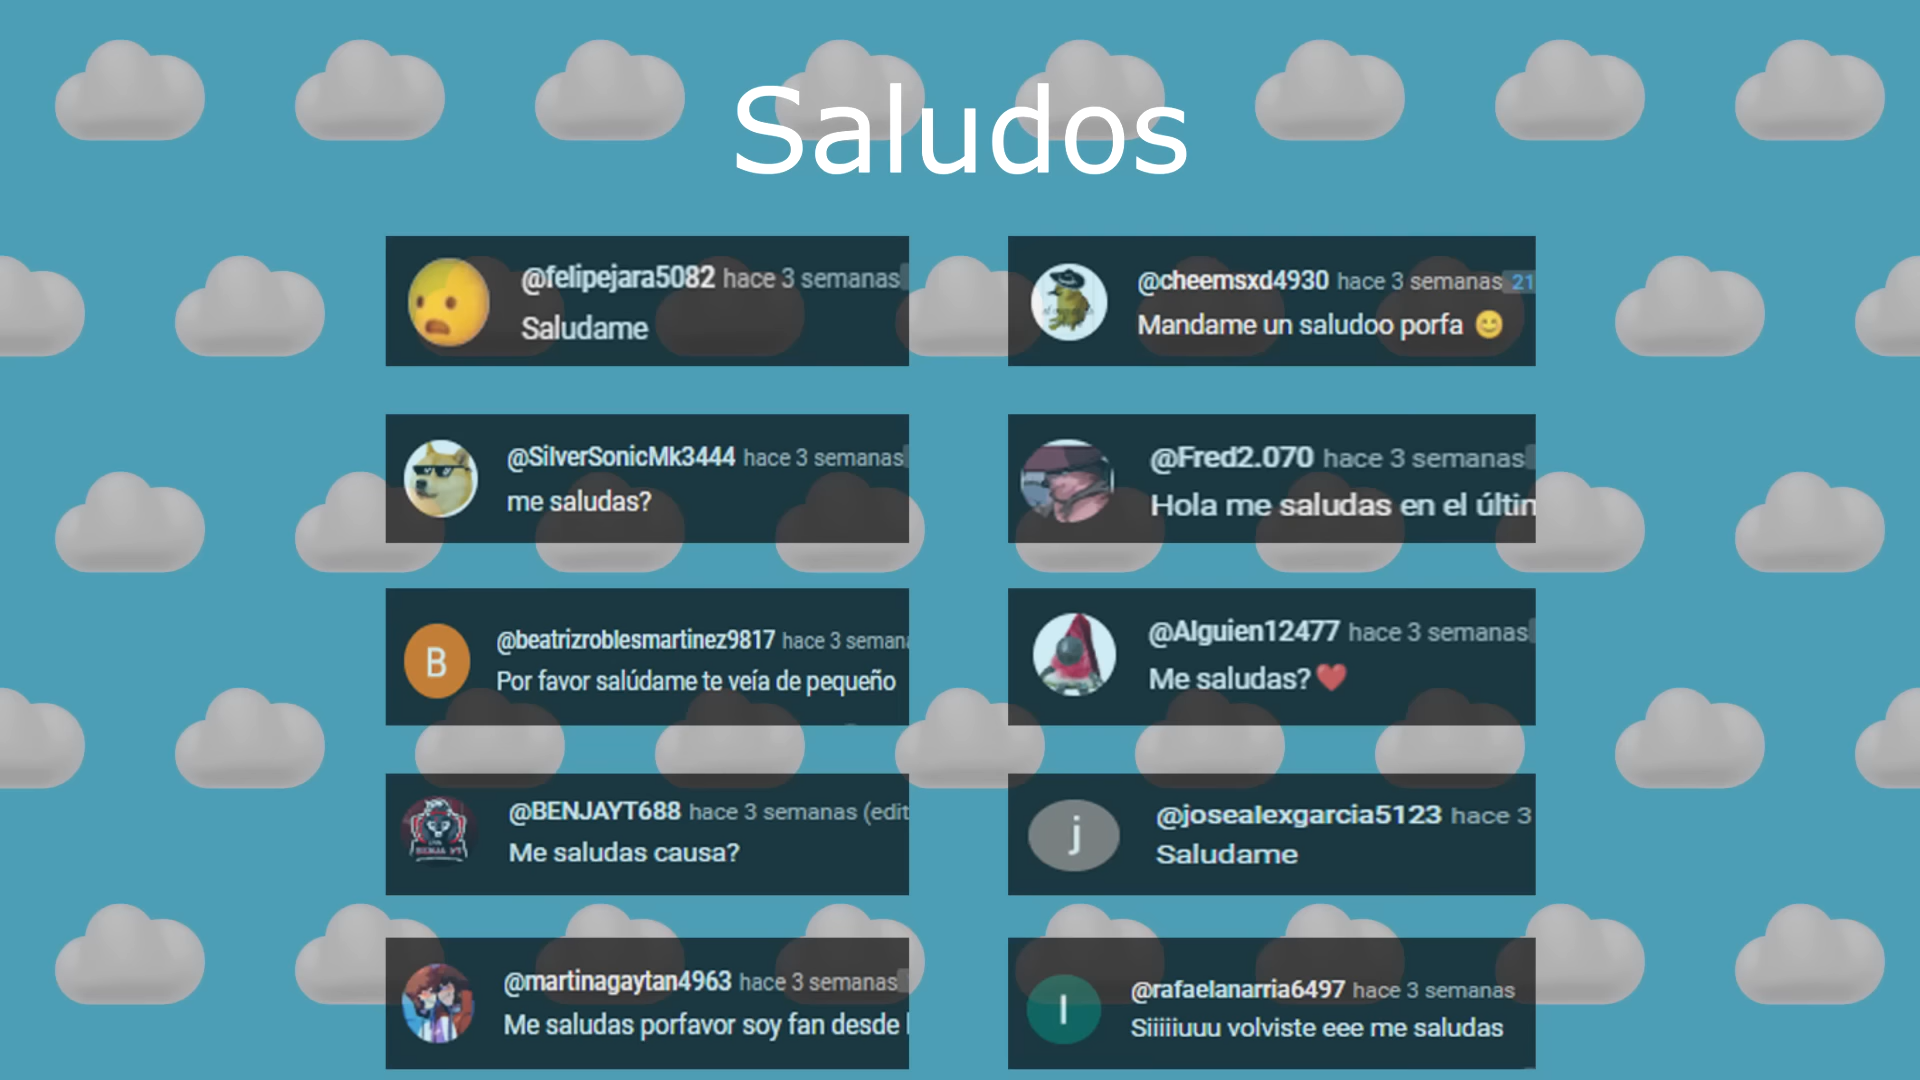 Saludos
@felipejara5082 hace 3 semanas
Saludame
@cheemsxd4930 hace 3 semanas 21
Mandame un saludoo porfa 😊
@SilverSonicMk3444 hace 3 semanas
me saludas?
@Fred2.070 hace 3 semanas
Hola me saludas en el últim
@beatrizroblesmartinez9817 hace 3 semana
Por favor salúdame te veía de pequeño
@Alguien12477 hace 3 semanas
Me saludas?❤️
B
@BENJAYT688 hace 3 semanas (edit
Me saludas causa?
j
@josealexgarcia5123 hace 3
Saludame
@martinagaytan4963 hace 3 semanas
Me saludas porfavor soy fan desde
I
@rafaelanarria6497 hace 3 semanas
Siiiiiuuu volviste eee me saludas